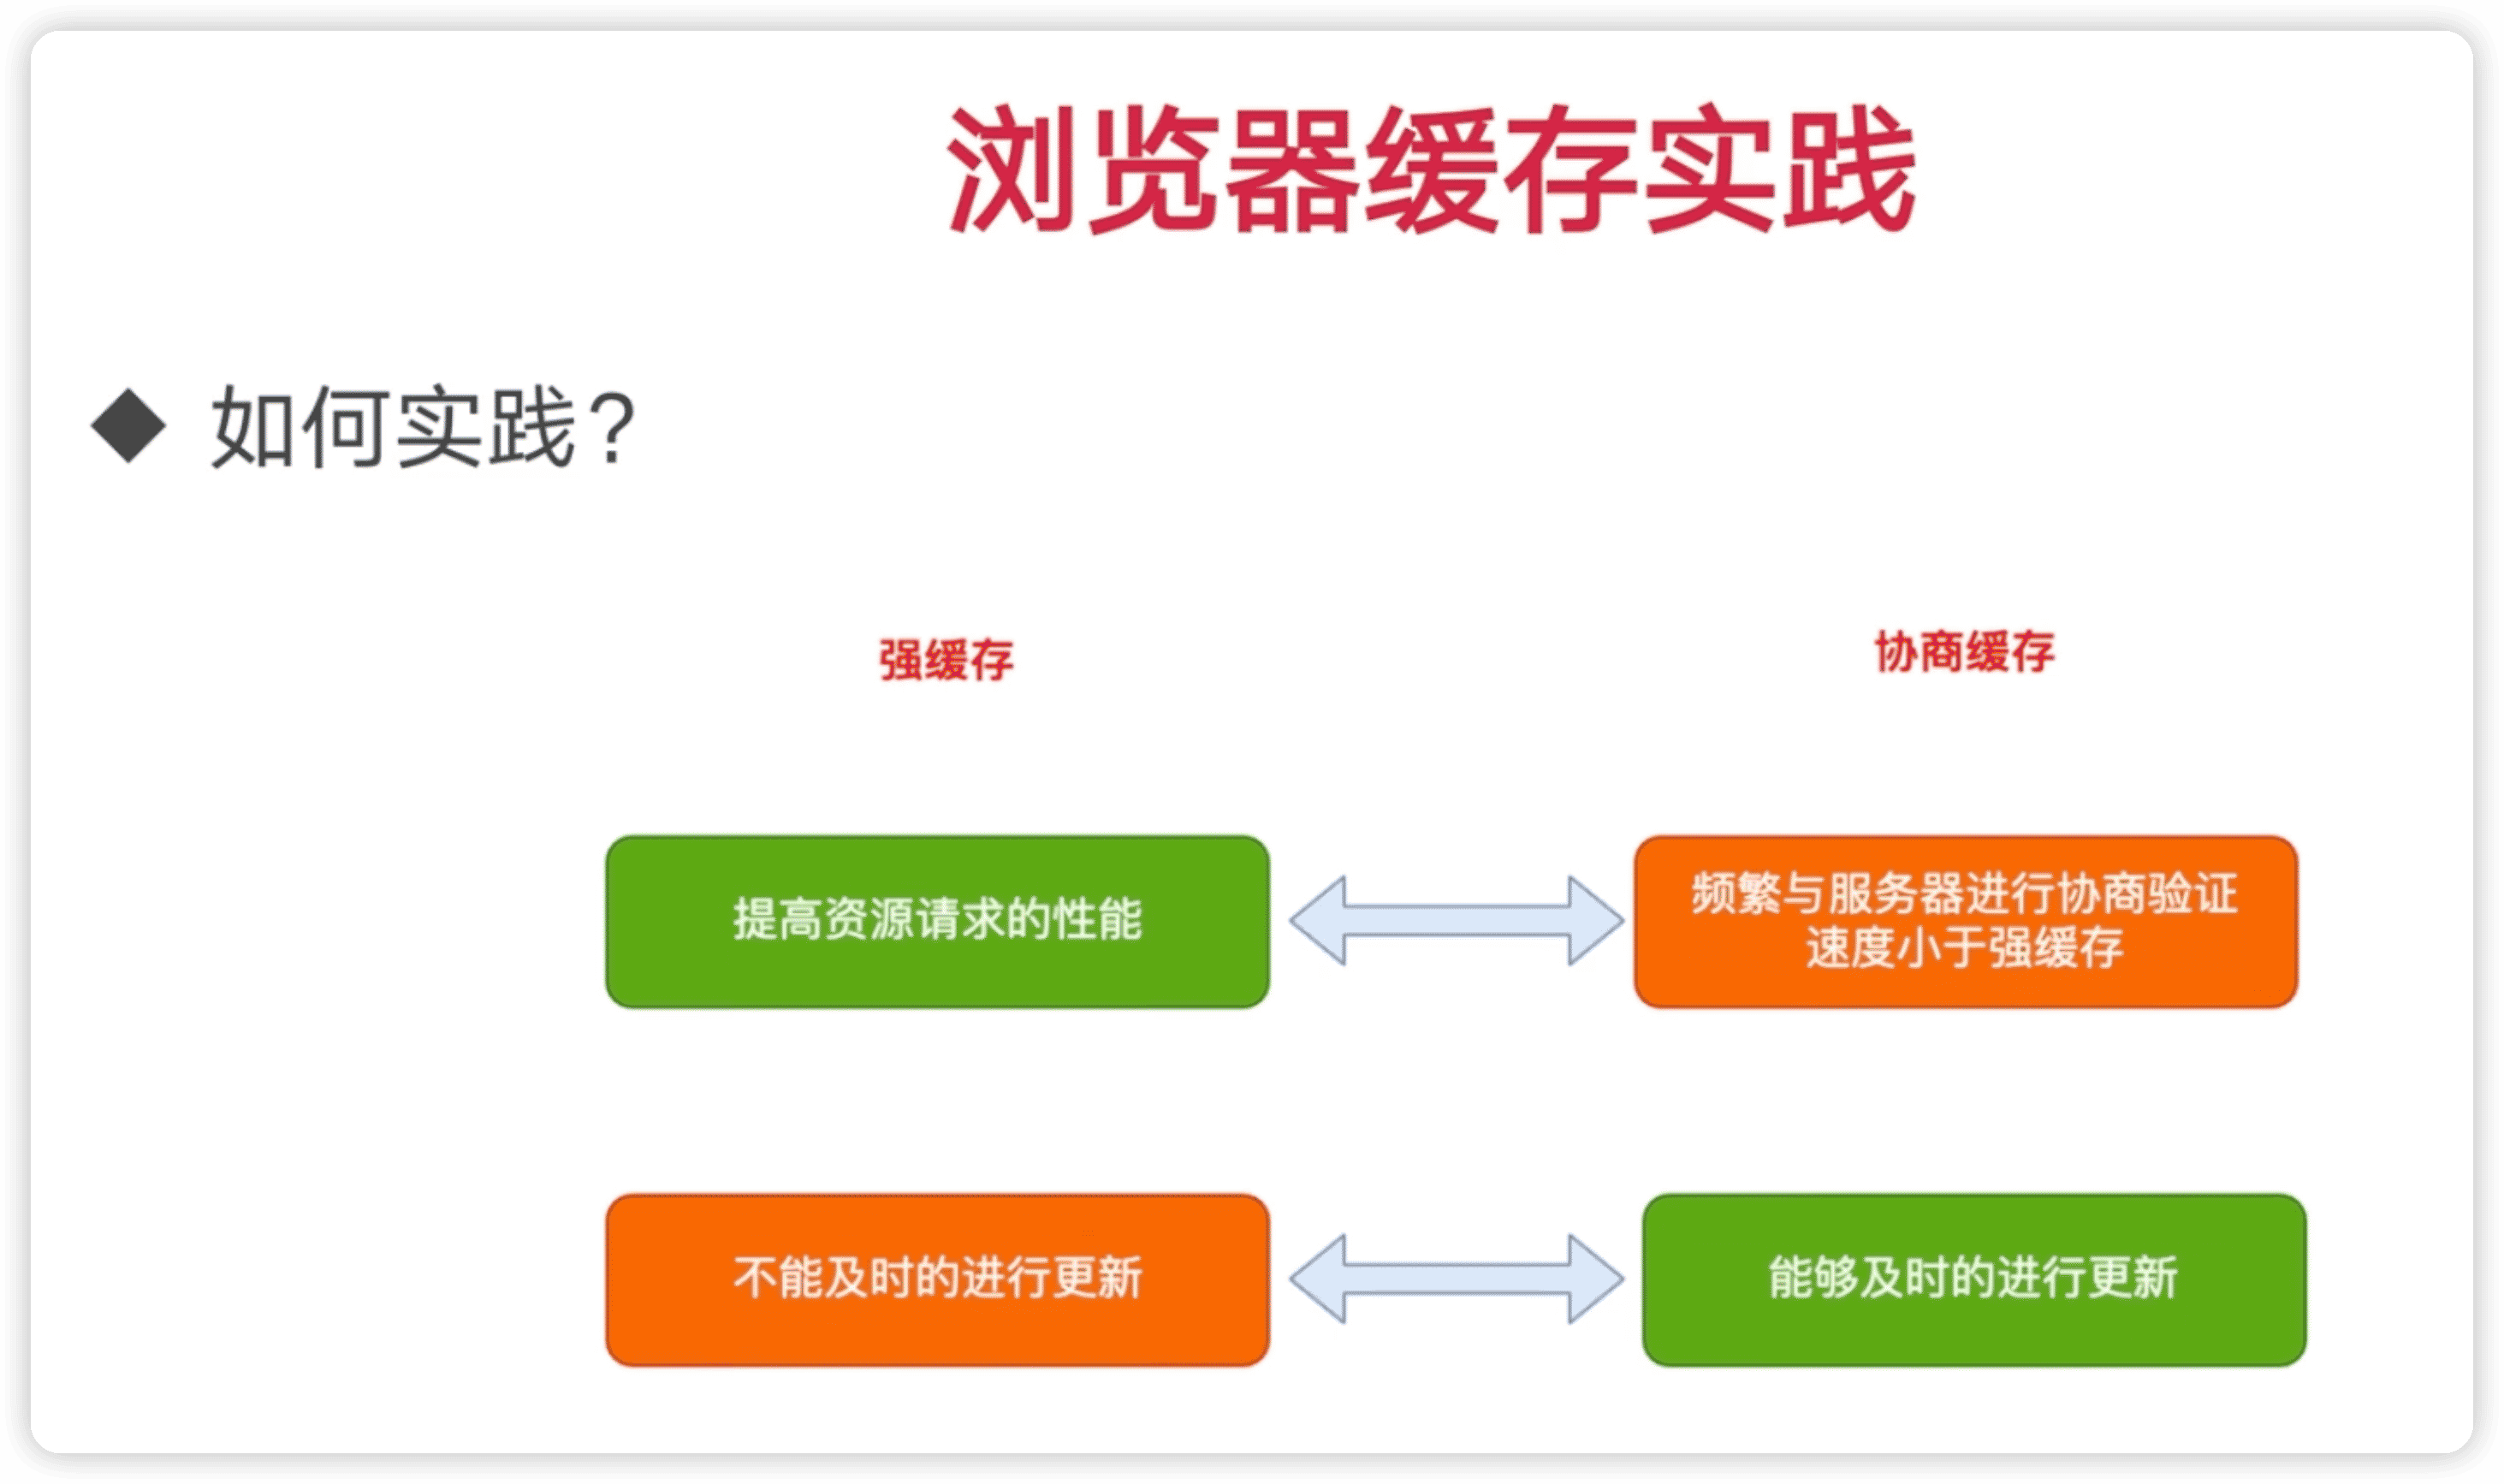 浏览器缓存实践
如何实践?
强缓存
协商缓存
提高资源请求的性能
频繁与服务器进行协商验证
速度小于强缓存
不能及时的进行更新
能够及时的进行更新